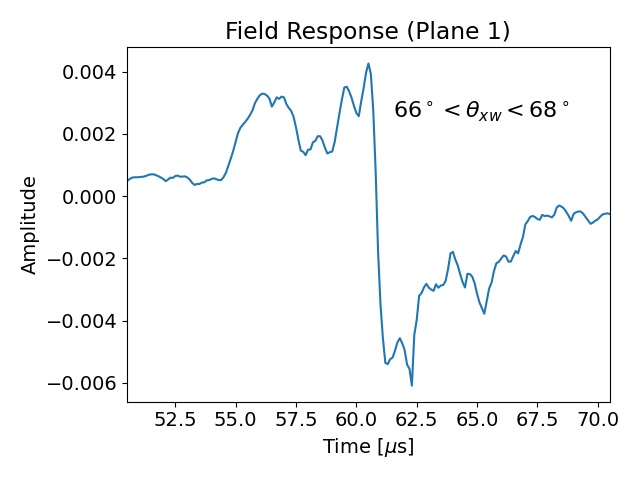 Field Response (Plane 1)
66° < θxw < 68°
Amplitude
0.004
0.002
0.000
−0.002
−0.004
−0.006
52.5 55.0 57.5 60.0 62.5 65.0 67.5 70.0
Time [μs]